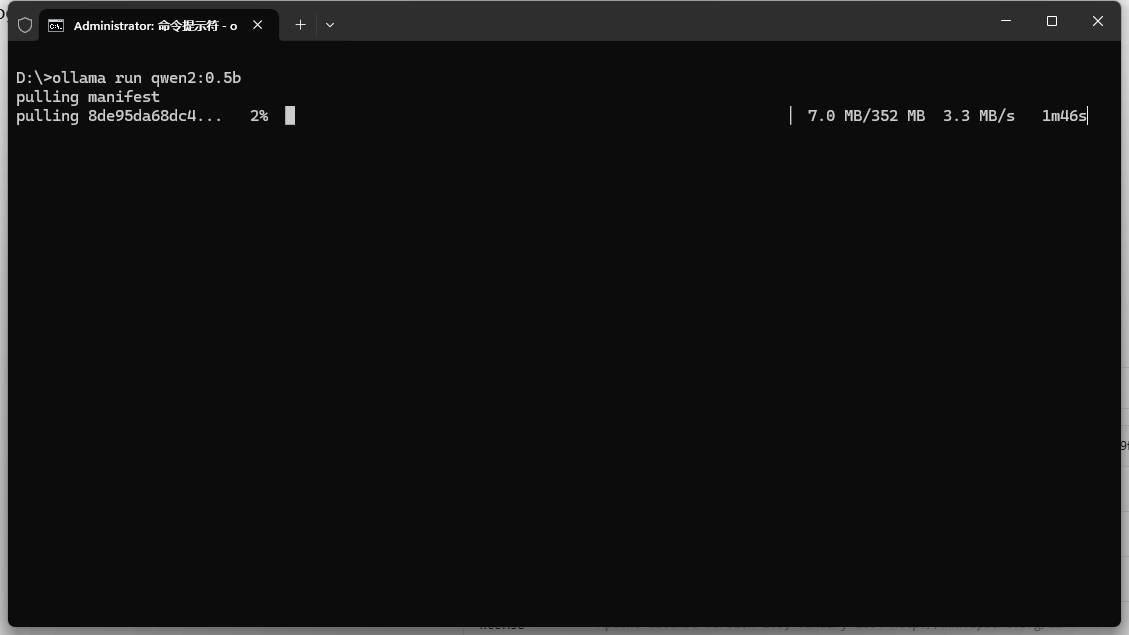 Administrator: 命令提示符 - o
D:\>ollama run qwen2:0.5b
pulling manifest
pulling 8de95da68dc4... 2% 7.0 MB/352 MB 3.3 MB/s 1m46s